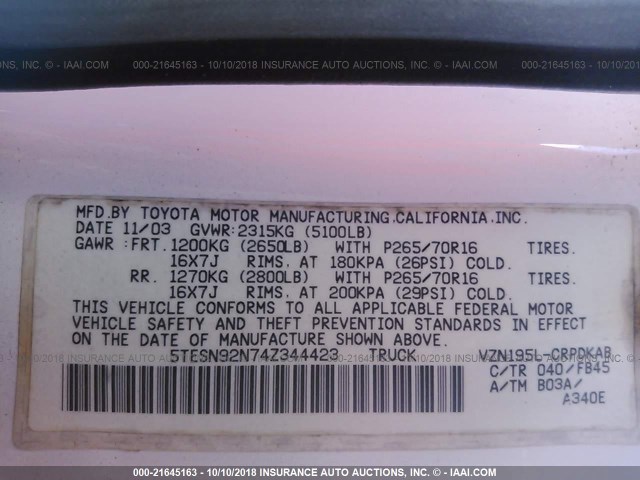 000-21645163 - 10/10/2018 INSURANCE AUTO AUCTIONS, INC. - IAAI.COM
MFD.BY TOYOTA MOTOR MANUFACTURING.CALIFORNIA.INC.
DATE 11/03 GVWR:2315KG (5100LB)
GAWR :FRT.1200KG (2650LB) WITH P265/70R16 TIRES.
16X7J RIMS. AT 180KPA (26PSI) COLD.
RR. 1270KG (2800LB) WITH P265/70R16 TIRES.
16X7J RIMS. AT 200KPA (29PSI) COLD.
THIS VEHICLE CONFORMS TO ALL APPLICABLE FEDERAL MOTOR
VEHICLE SAFETY AND THEFT PREVENTION STANDARDS IN EFFECT
ON THE DATE OF MANUFACTURE SHOWN ABOVE.
5TESN92N74Z344423 TRUCK VZN195L-CRPDKAB
C/TR 040/FB45
A/TM B03A/
A340E
000-21645163 - 10/10/2018 INSURANCE AUTO AUCTIONS, INC. - IAAI.COM